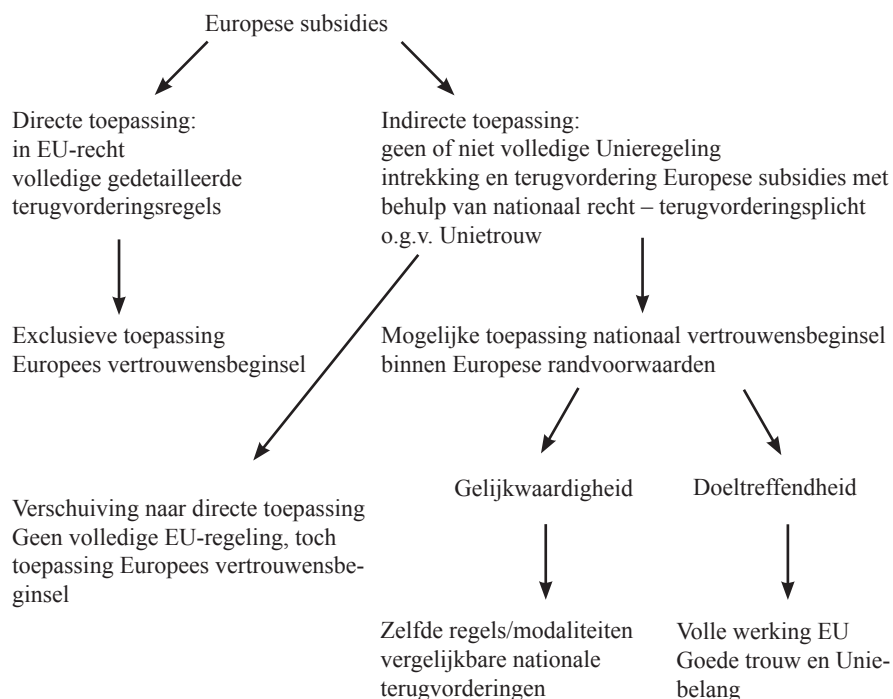 Europese subsidies
Directe toepassing:
in EU-recht
volledige gedetailleerde
terugvorderingsregels
Indirecte toepassing:
geen of niet volledige Unieregeling
intrekking en terugvordering Europese subsidies met
behulp van nationaal recht – terugvorderingsplicht
o.g.v. Unietrouw
Exclusieve toepassing
Europees vertrouwensbeginsel
Mogelijke toepassing nationaal vertrouwensbeginsel
binnen Europese randvoorwaarden
Verschuiving naar directe toepassing
Geen volledige EU-regeling, toch
toepassing Europees vertrouwensbe-
ginsel
Gelijkwaardigheid
Doeltreffendheid
Zelfde regels/modaliteiten
vergelijkbare nationale
terugvorderingen
Volle werking EU
Goede trouw en Unie-
belang